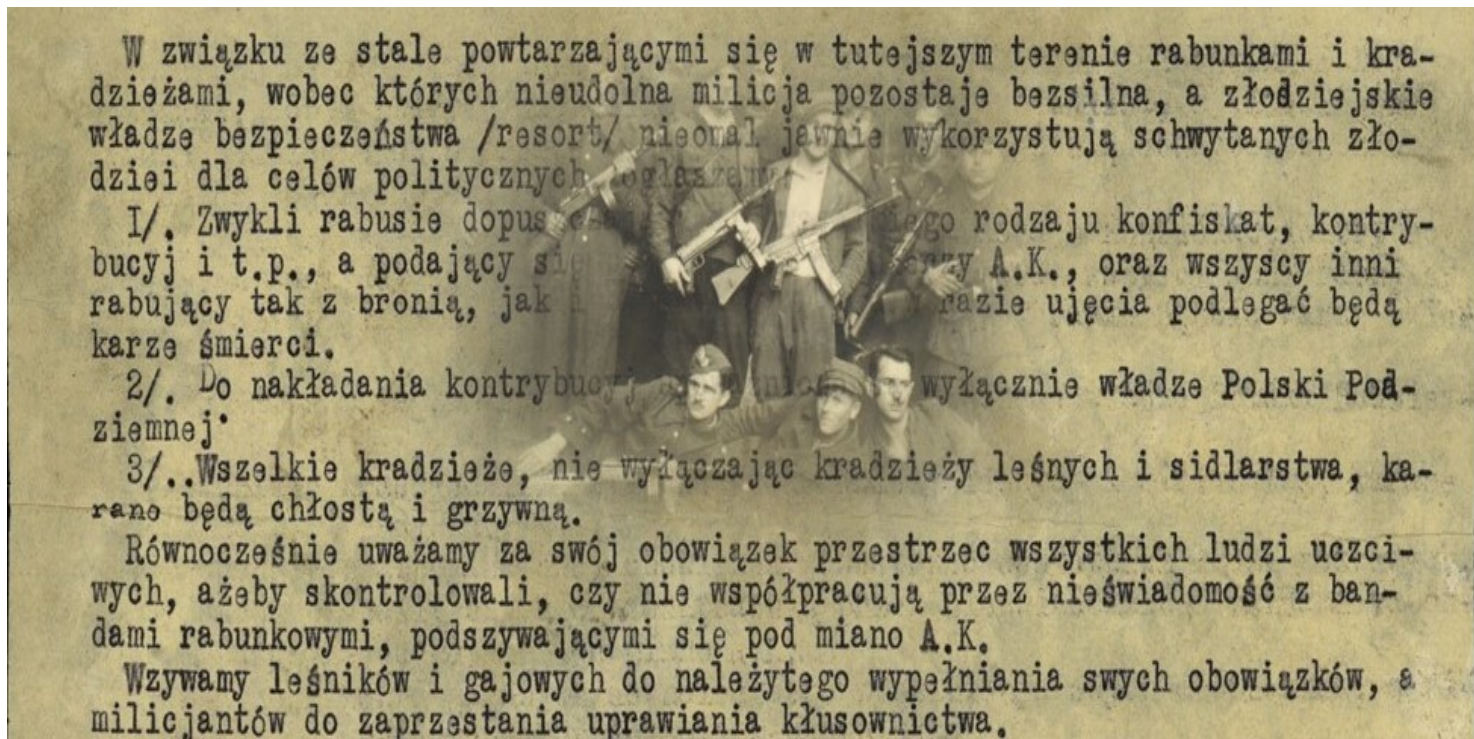 W związku ze stale powtarzającymi się w tutejszym terenie rabunkami i kra-
dzieżami, wobec których nieudolna milicja pozostaje bezsilna, a złodziejskie
władze bezpieczeństwa /resort/ nieomal jawnie wykorzystują schwytanych zło-
dziei dla celów politycznych ogłaszamy
I/. Zwykli rabusie rodzaju konfiskat, kontry-
bucyj i t.p., a podający się A.K., oraz wszyscy inni
rabujący tak z bronią, jak razie ujęcia podlegać będą
karze śmierci.
2/. Do nakładania kontrybucyj wyłącznie władze Polski Pod-
ziemnej.
3/..Wszelkie kradzieże, nie wyłączając kradzieży leśnych i sidlarstwa, ka-
rane będą chłostą i grzywną.
Równocześnie uważamy za swój obowiązek przestrzec wszystkich ludzi uczci-
wych, ażeby skontrolowali, czy nie współpracują przez nieświadomość z ban-
dami rabunkowymi, podszywającymi się pod miano A.K.
Wzywamy leśników i gajowych do należytego wypełniania swych obowiązków, a
milicjantów do zaprzestania uprawiania kłusownictwa.